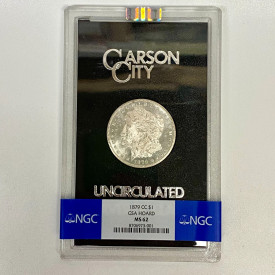 CARSON
CITY
UNCIRCULATED
NGC
1879 CC $1
GSA HOARD
MS 62
NGC